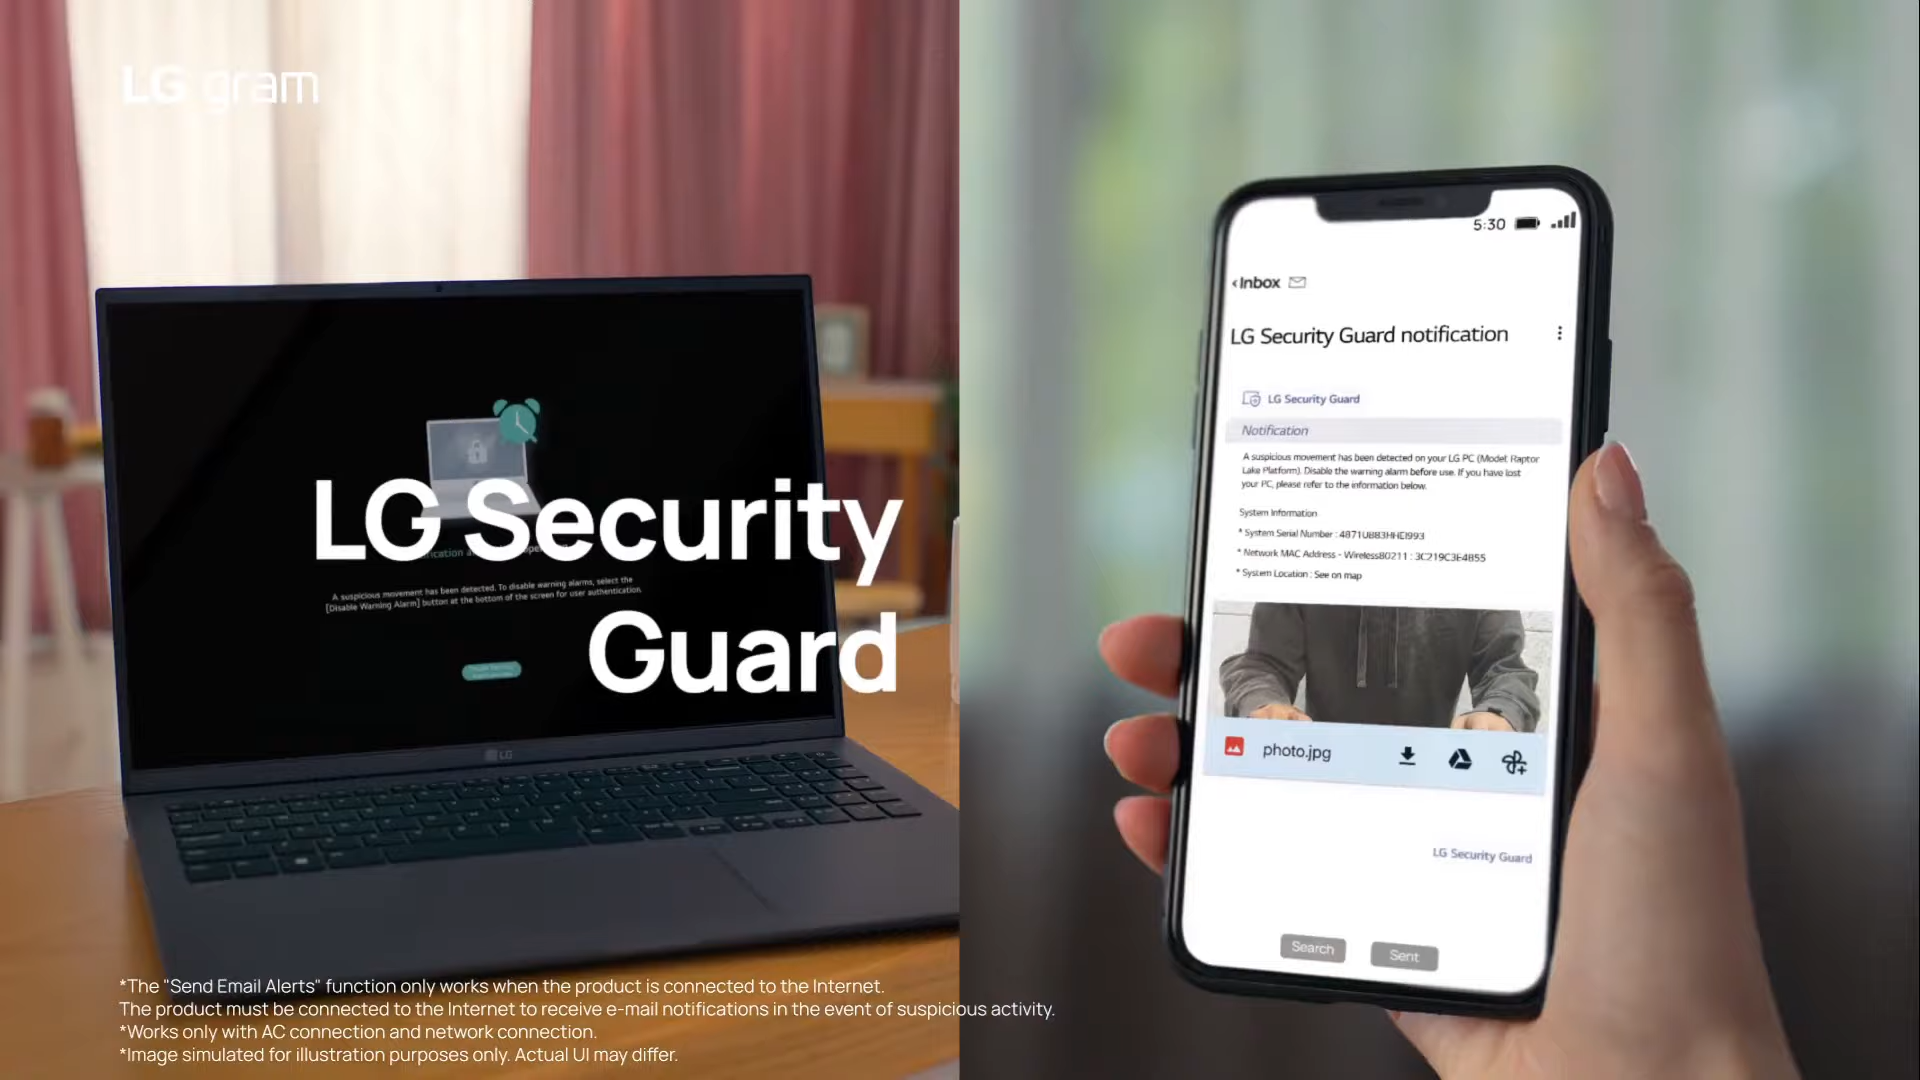 LG gram
LG Security
Guard
A suspicious movement has been detected. To disable warning alarms, select the
[Disable Warning Alarm] button at the bottom of the screen for user authentication.
LG
*The "Send Email Alerts" function only works when the product is connected to the Internet.
The product must be connected to the Internet to receive e-mail notifications in the event of suspicious activity.
*Works only with AC connection and network connection.
*Image simulated for illustration purposes only. Actual UI may differ.
5:30
‹Inbox
LG Security Guard notification
LG Security Guard
Notification
A suspicious movement has been detected on your LG PC (Model: Raptor
Lake Platform). Disable the warning alarm before use. If you have lost
your PC, please refer to the information below.
System Information
* System Serial Number : 4871U883HHEI993
* Network MAC Address - Wireless80211 : 3C219C3E4855
* System Location : See on map
photo.jpg
LG Security Guard
Search
Sent